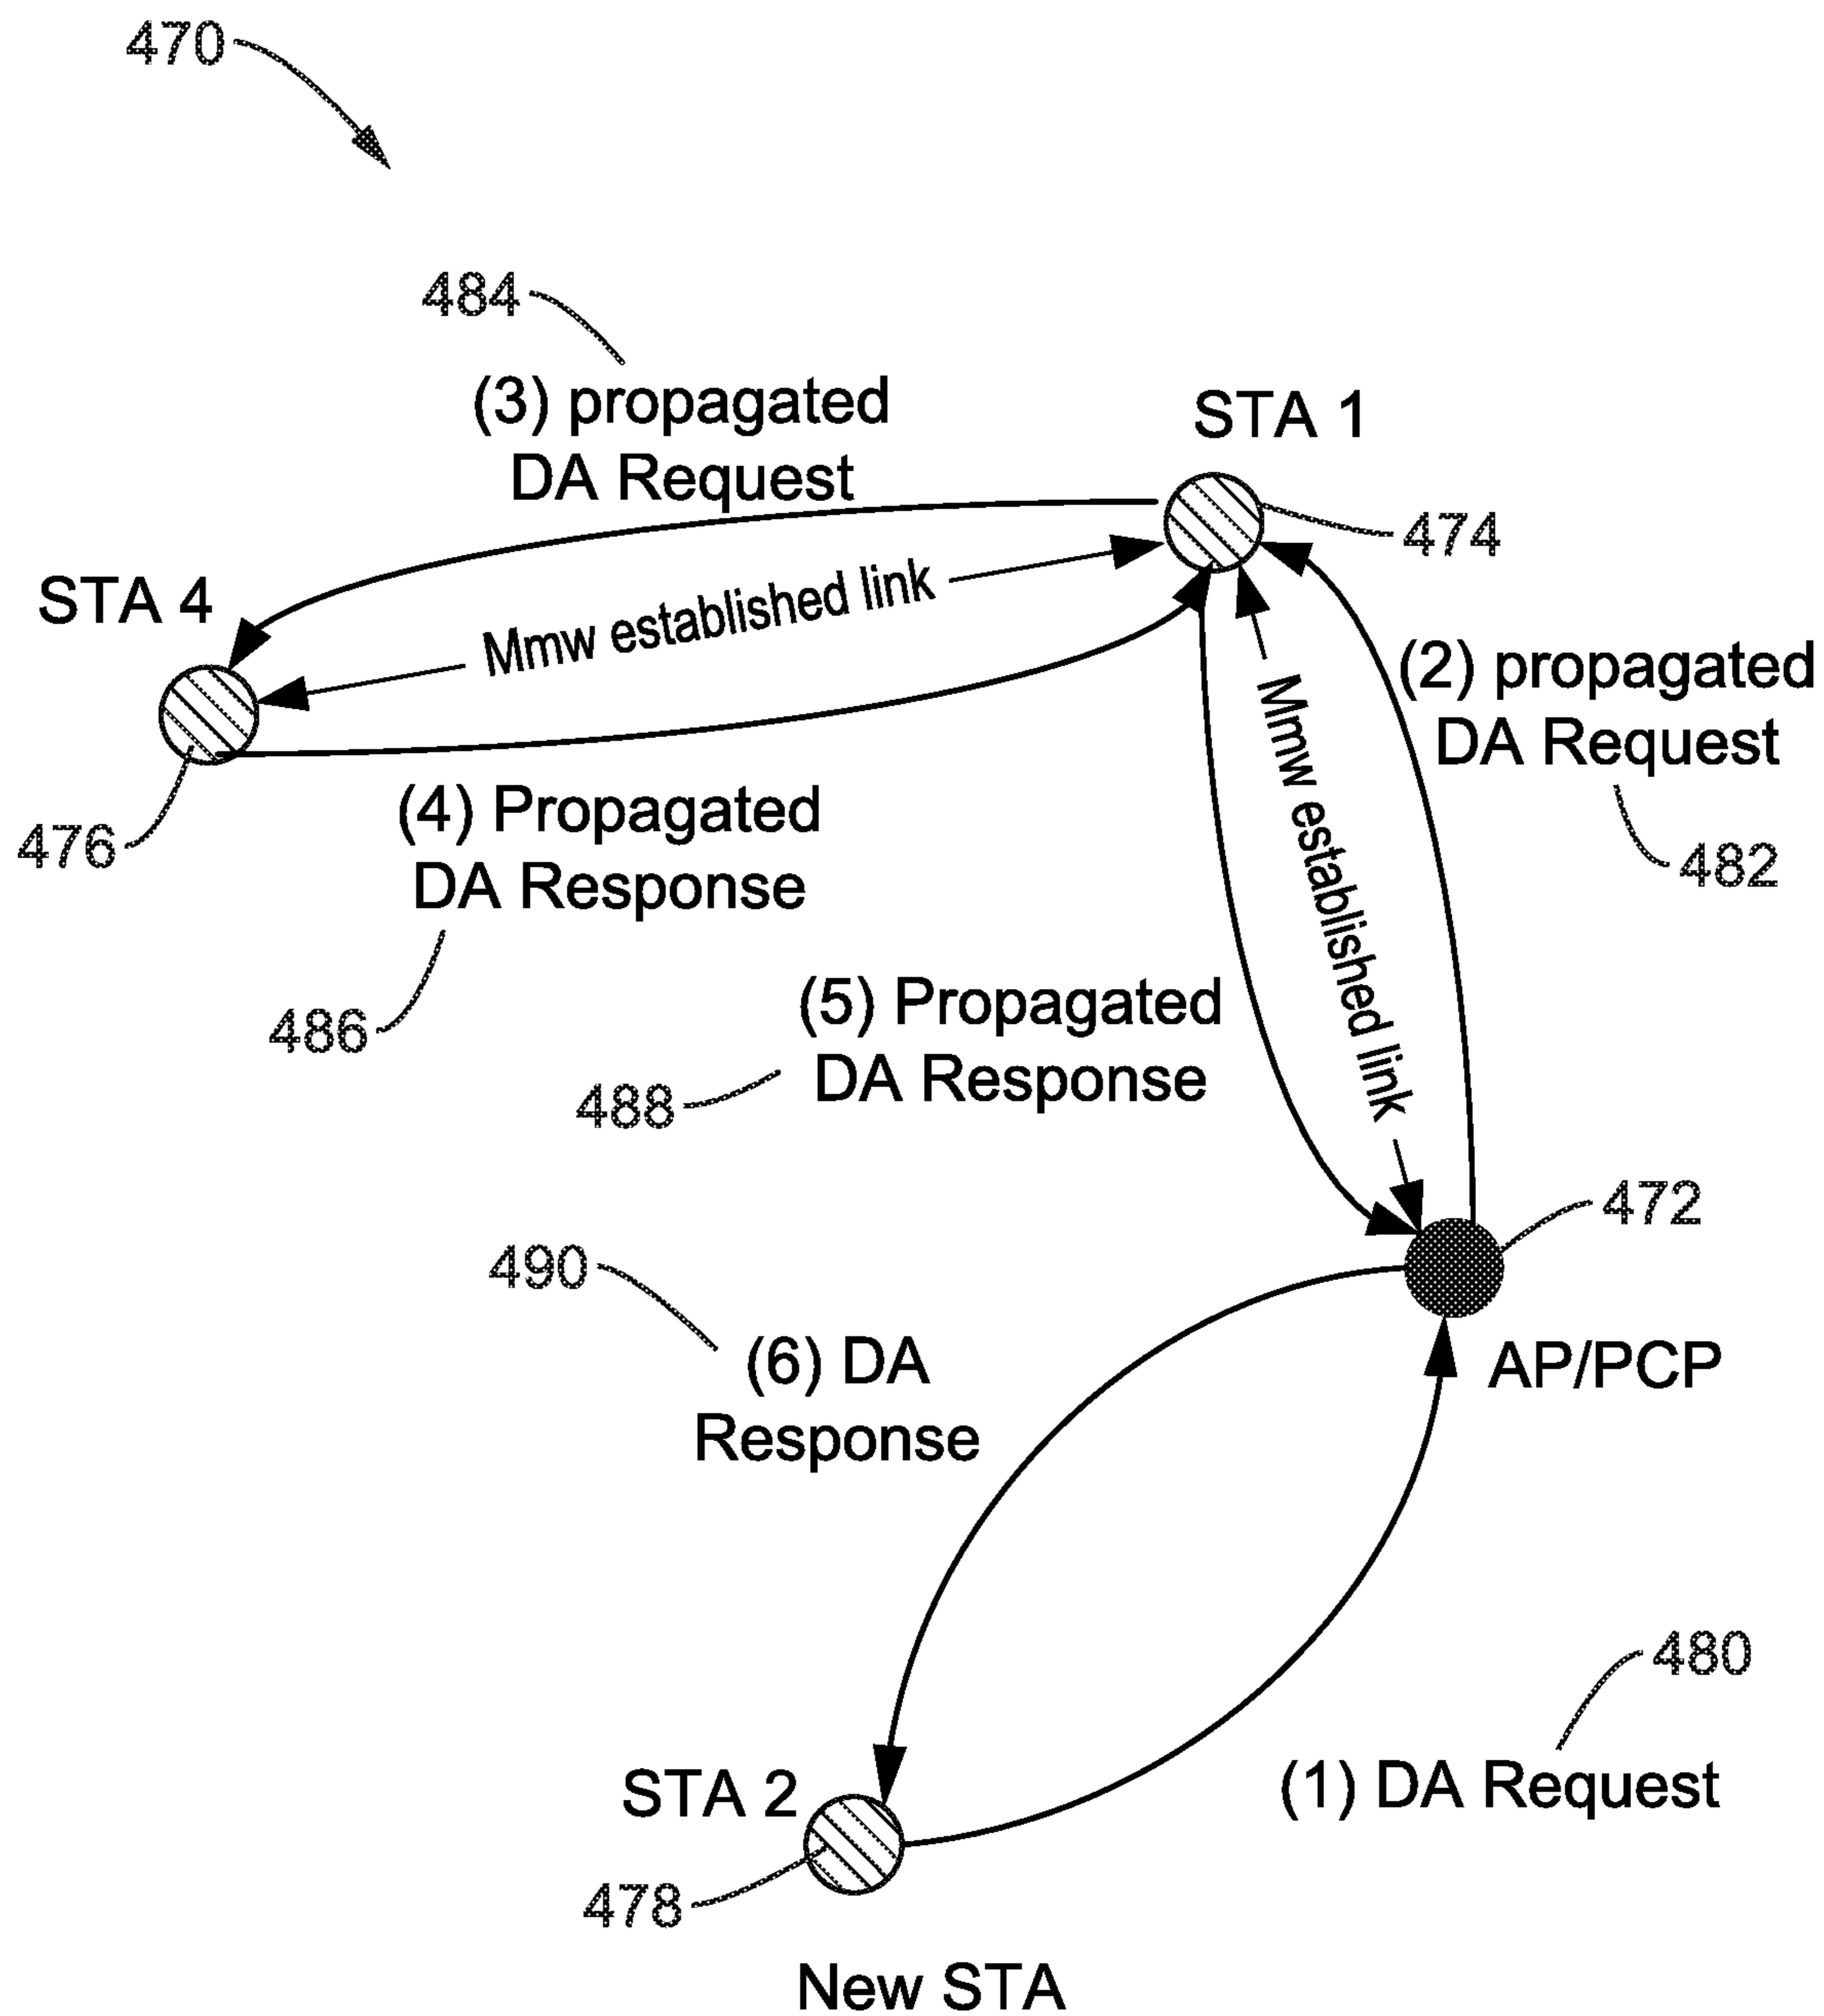 470
484
(3) propagated
DA Request
STA 1
474
STA 4
Mmw established link
(2) propagated
DA Request
482
476
(4) Propagated
DA Response
486
Mmw established link
(5) Propagated
DA Response
488
472
490
(6) DA
Response
AP/PCP
480
(1) DA Request
STA 2
478
New STA